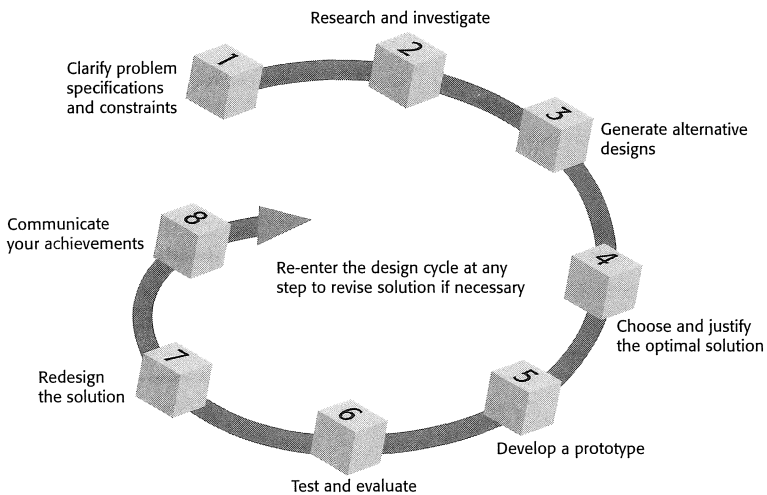 1
Clarify problem
specifications
and constraints
2
Research and investigate
3
Generate alternative
designs
4
Choose and justify
the optimal solution
5
Develop a prototype
6
Test and evaluate
7
Redesign
the solution
8
Communicate
your achievements
Re-enter the design cycle at any
step to revise solution if necessary